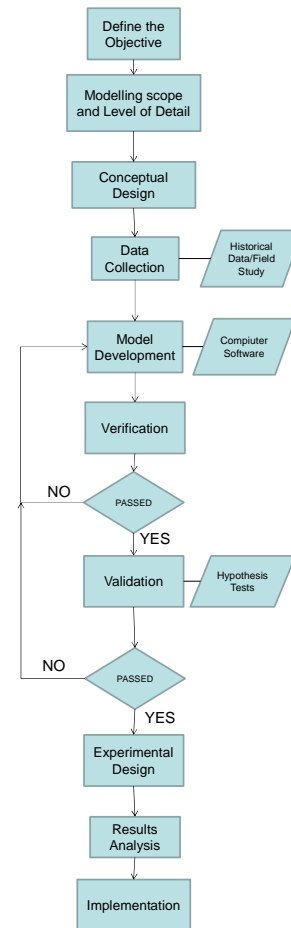 Define the
Objective
Modelling scope
and Level of Detail
Conceptual
Design
Data
Collection
Historical
Data/Field
Study
Model
Development
Compiuter
Software
Verification
NO
PASSED
YES
Validation
Hypothesis
Tests
NO
PASSED
YES
Experimental
Design
Results
Analysis
Implementation